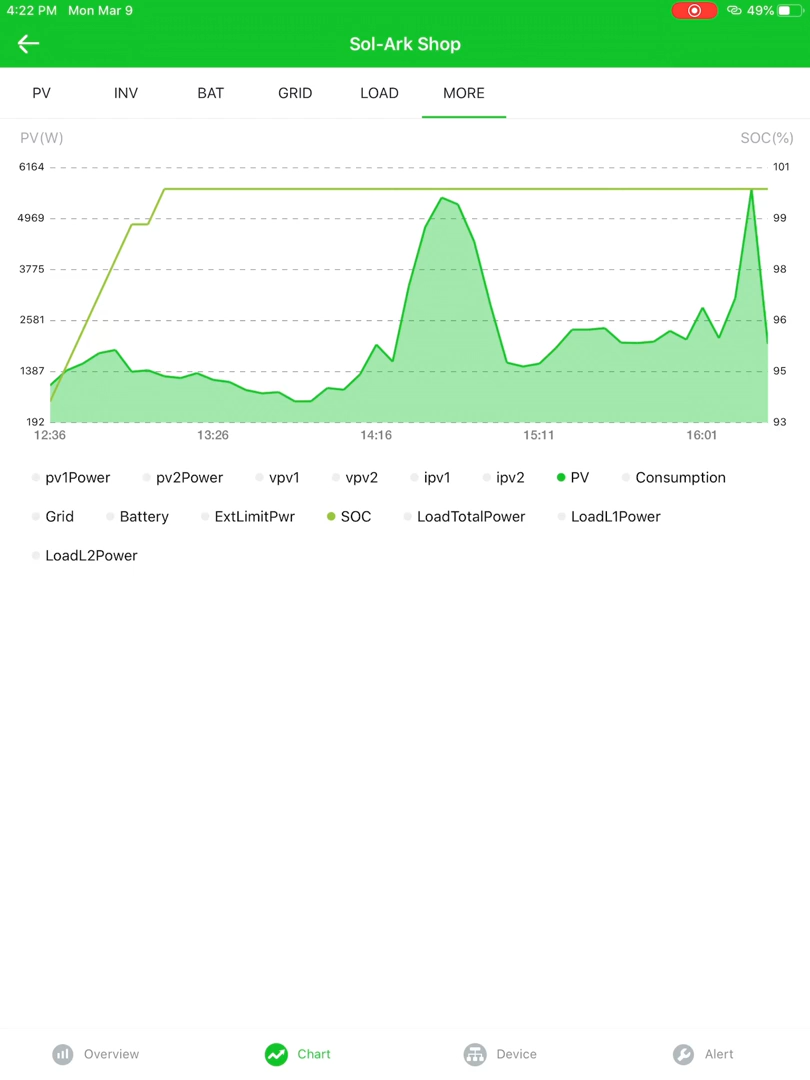 4:22 PM Mon Mar 9 49%
Sol-Ark Shop
PV INV BAT GRID LOAD MORE
PV(W) SOC(%)
6164 101
4969 99
3775 98
2581 96
1387 95
192 93
12:36 13:26 14:16 15:11 16:01
pv1Power pv2Power vpv1 vpv2 ipv1 ipv2 PV Consumption
Grid Battery ExtLimitPwr SOC LoadTotalPower LoadL1Power
LoadL2Power
Overview Chart Device Alert